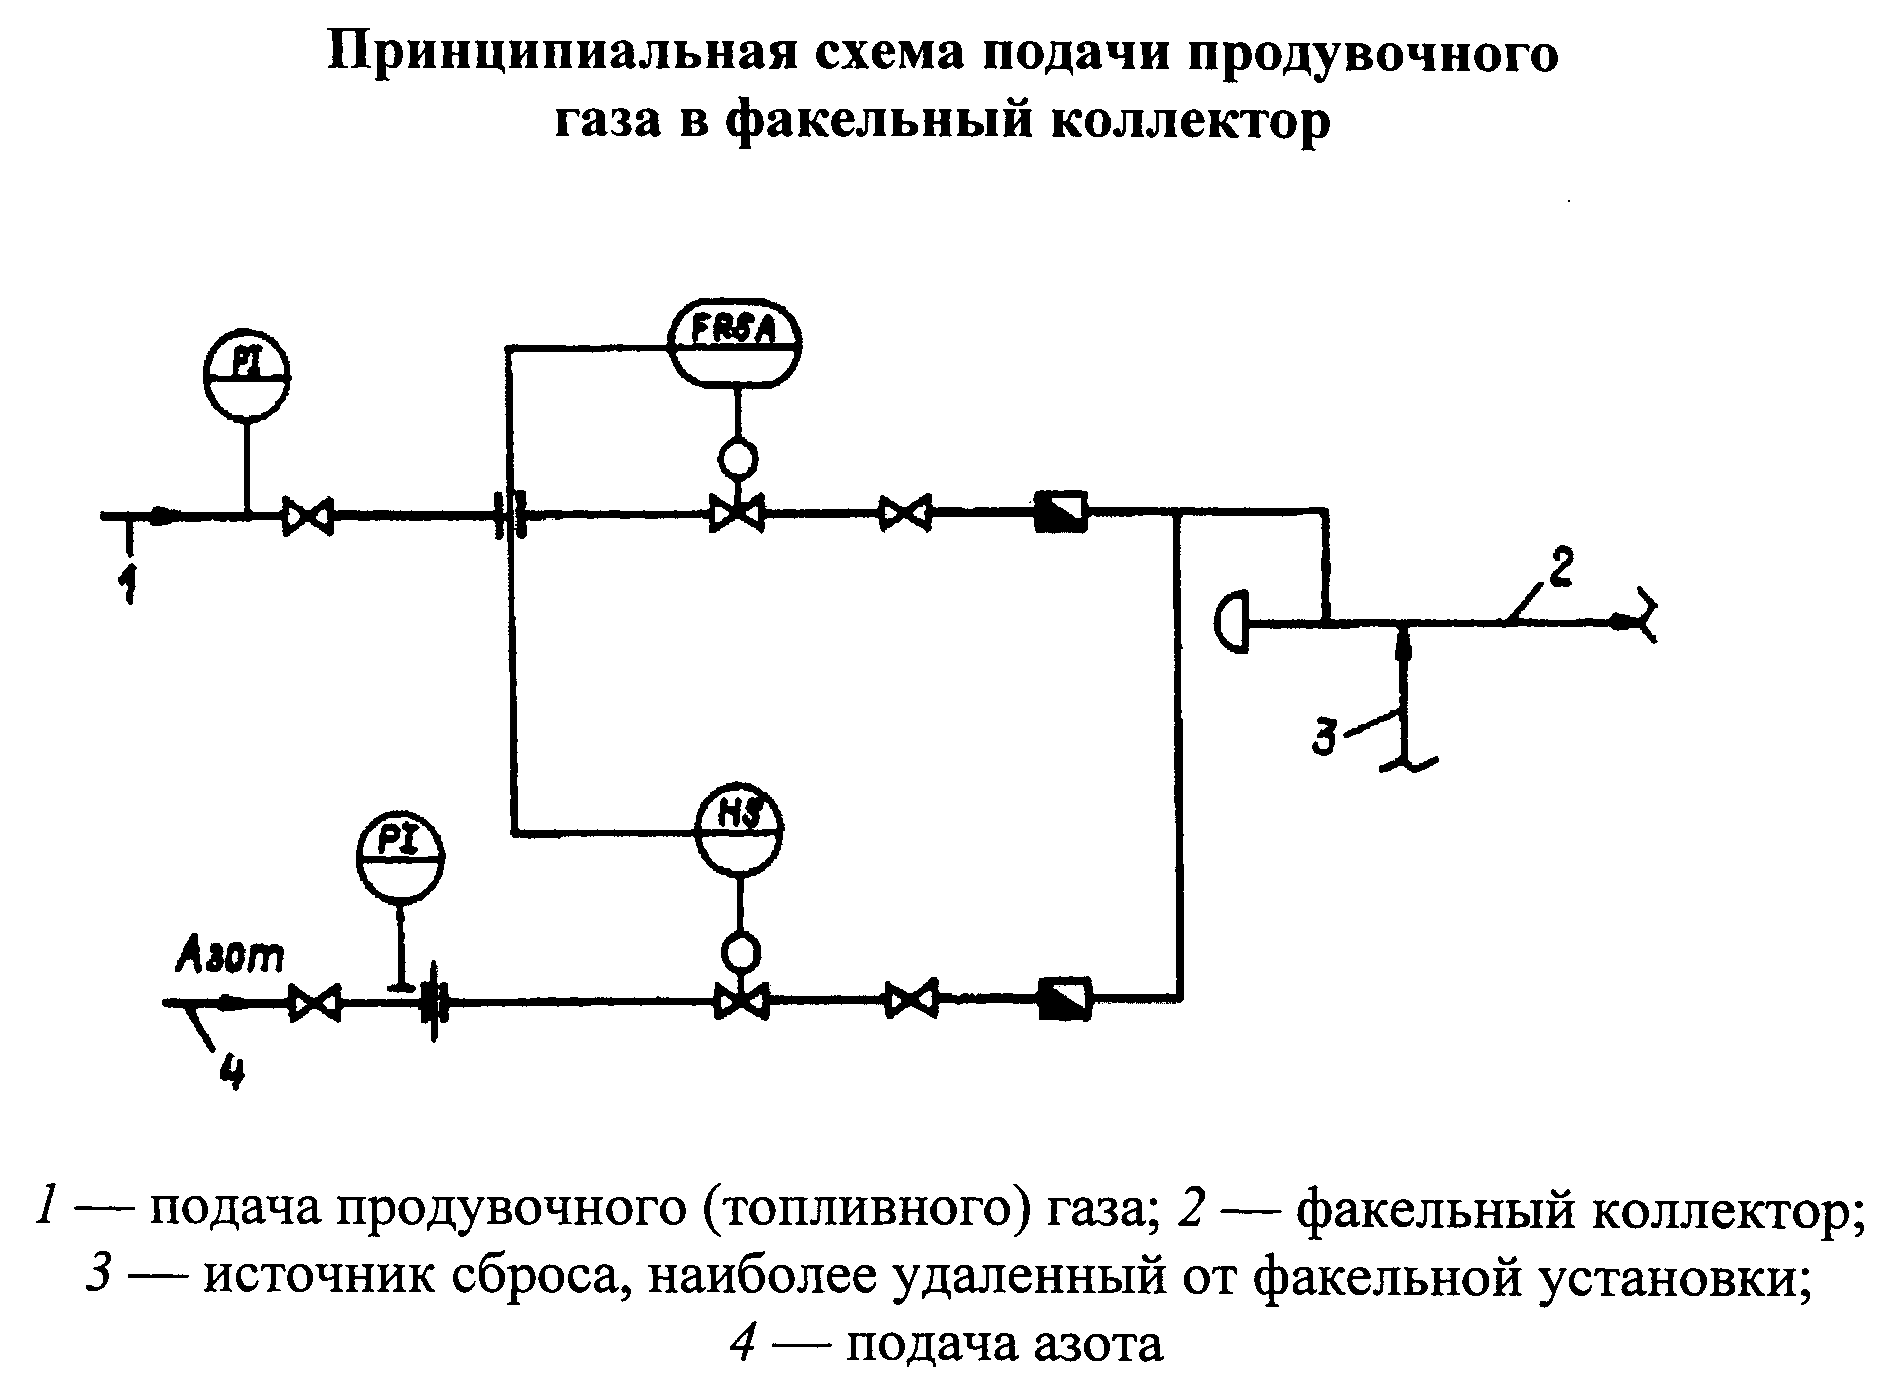 Принципиальная схема подачи продувочного
газа в факельный коллектор
FRSA
PI
1
2
3
HS
PI
Азот
4
1 — подача продувочного (топливного) газа; 2 — факельный коллектор;
3 — источник сброса, наиболее удаленный от факельной установки;
4 — подача азота